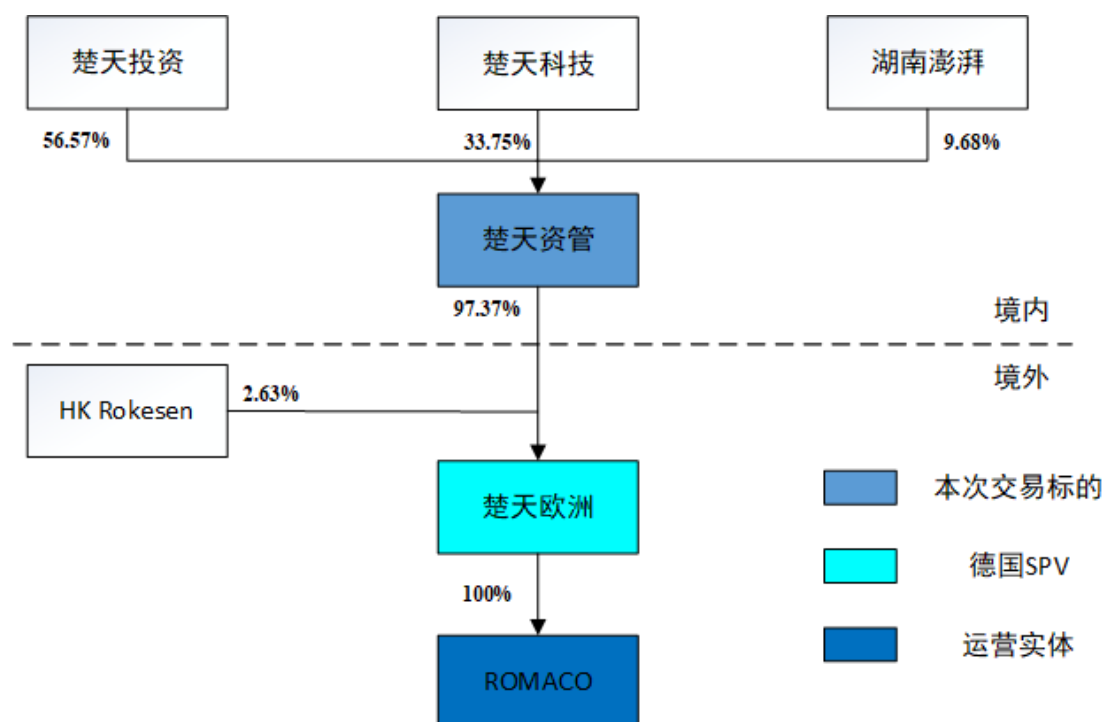 楚天投资
楚天科技
湖南澎湃
56.57%
33.75%
9.68%
楚天资管
97.37%
境内
境外
HK Rokesen
2.63%
楚天欧洲
本次交易标的
德国SPV
100%
运营实体
ROMACO